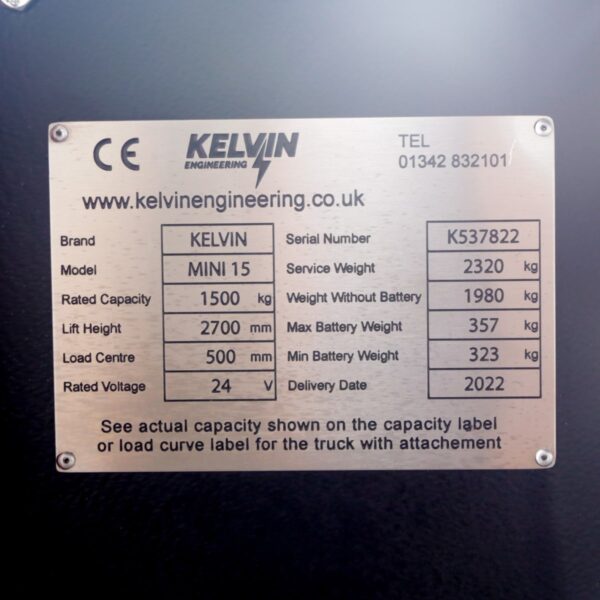 CE
KELVIN
ENGINEERING
TEL
01342 832101
www.kelvinengineering.co.uk
Brand KELVIN Serial Number K537822
Model MINI 15 Service Weight 2320 kg
Rated Capacity 1500 kg Weight Without Battery 1980 kg
Lift Height 2700 mm Max Battery Weight 357 kg
Load Centre 500 mm Min Battery Weight 323 kg
Rated Voltage 24 V Delivery Date 2022
See actual capacity shown on the capacity label
or load curve label for the truck with attachement